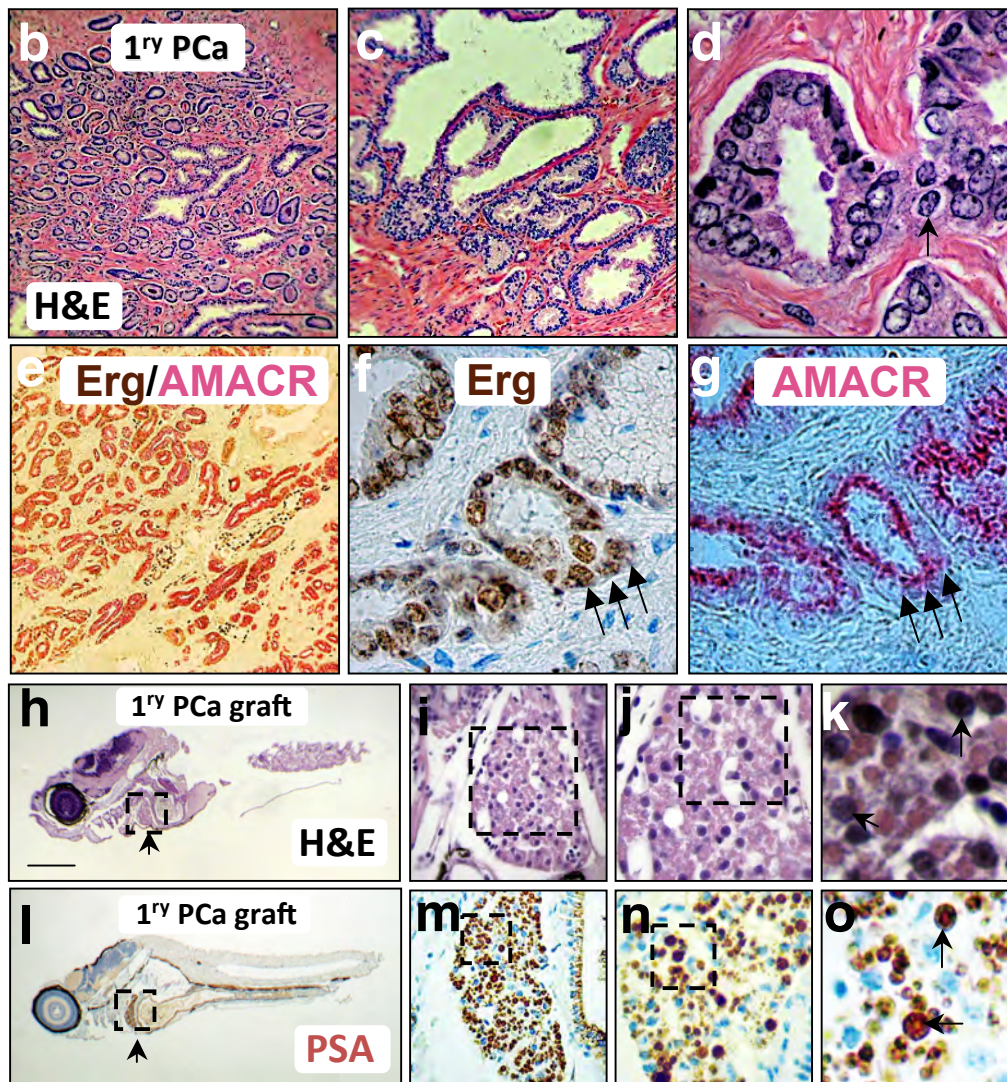 b 1ry PCa c d
H&E
e Erg/AMACR f Erg g AMACR
h 1ry PCa graft i j k
H&E
l 1ry PCa graft m n o
PSA